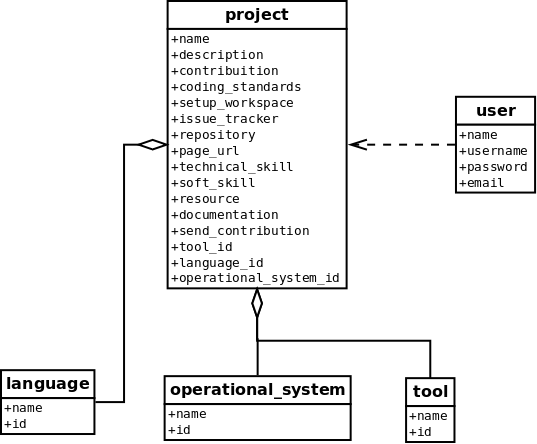 project
+name
+description
+contribuition
+coding_standards
+setup_workspace
+issue_tracker
+repository
+page_url
+technical_skill
+soft_skill
+resource
+documentation
+send_contribution
+tool_id
+language_id
+operational_system_id
user
+name
+username
+password
+email
language
+name
+id
operational_system
+name
+id
tool
+name
+id